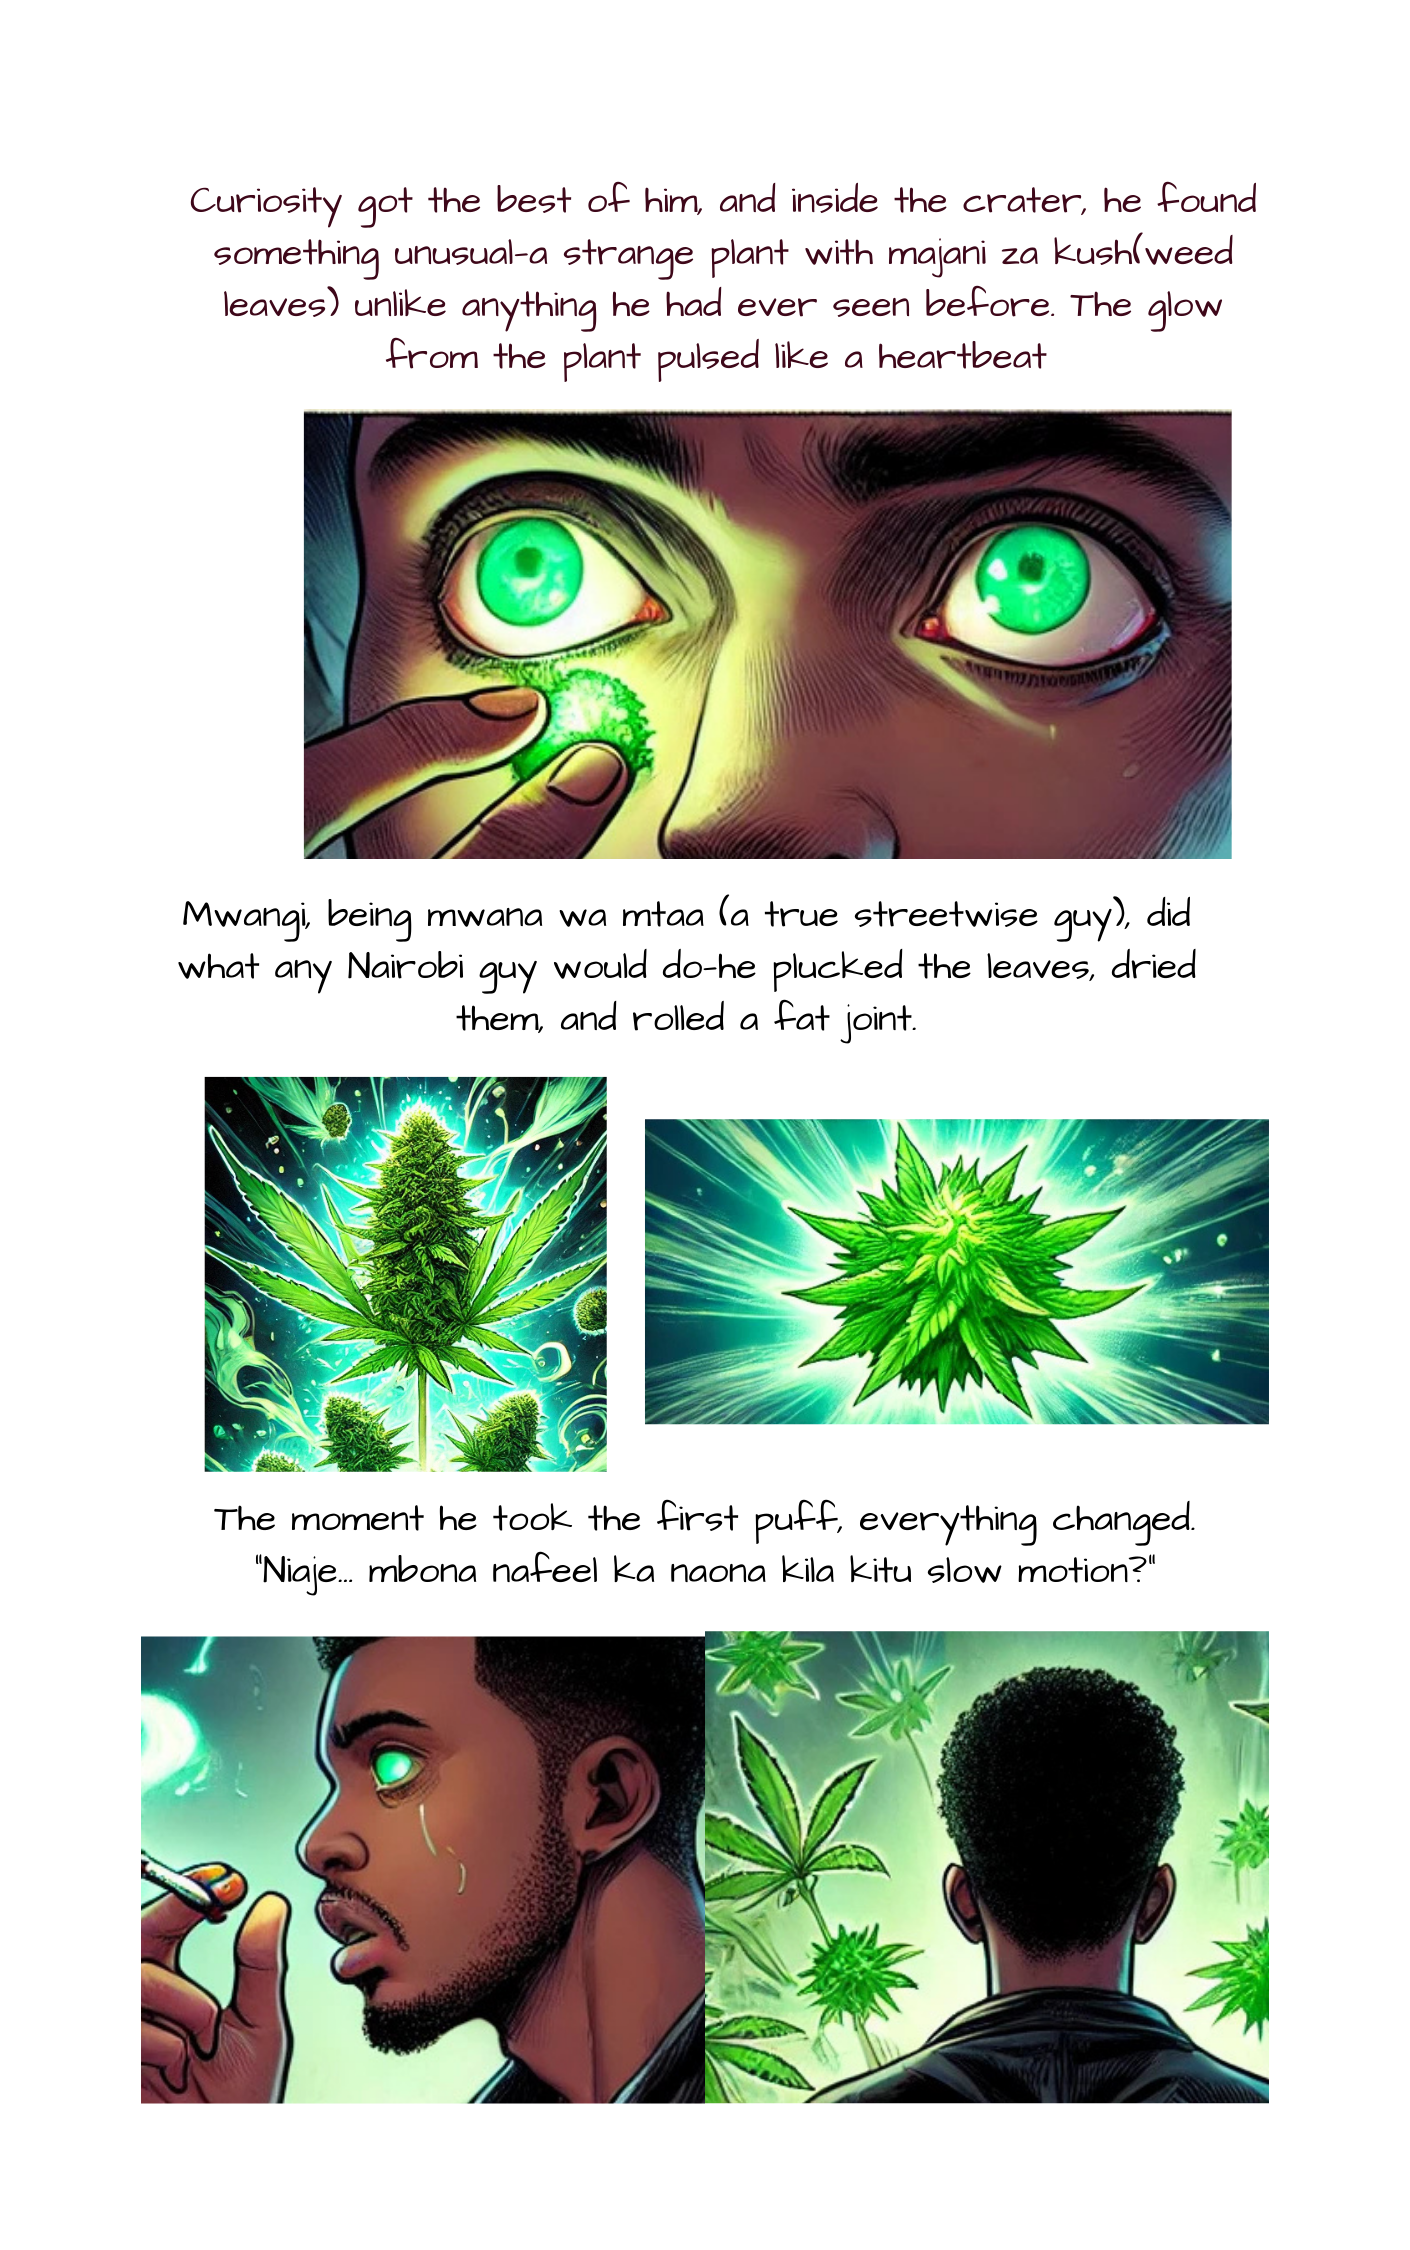 Curiosity got the best of him, and inside the crater, he found
something unusual-a strange plant with majani za kush(weed
leaves) unlike anything he had ever seen before. The glow
from the plant pulsed like a heartbeat
Mwangi, being mwana wa mtaa (a true streetwise guy), did
what any Nairobi guy would do-he plucked the leaves, dried
them, and rolled a fat joint.
The moment he took the first puff, everything changed.
"Niaje... mbona nafeel ka naona kila kitu slow motion?"